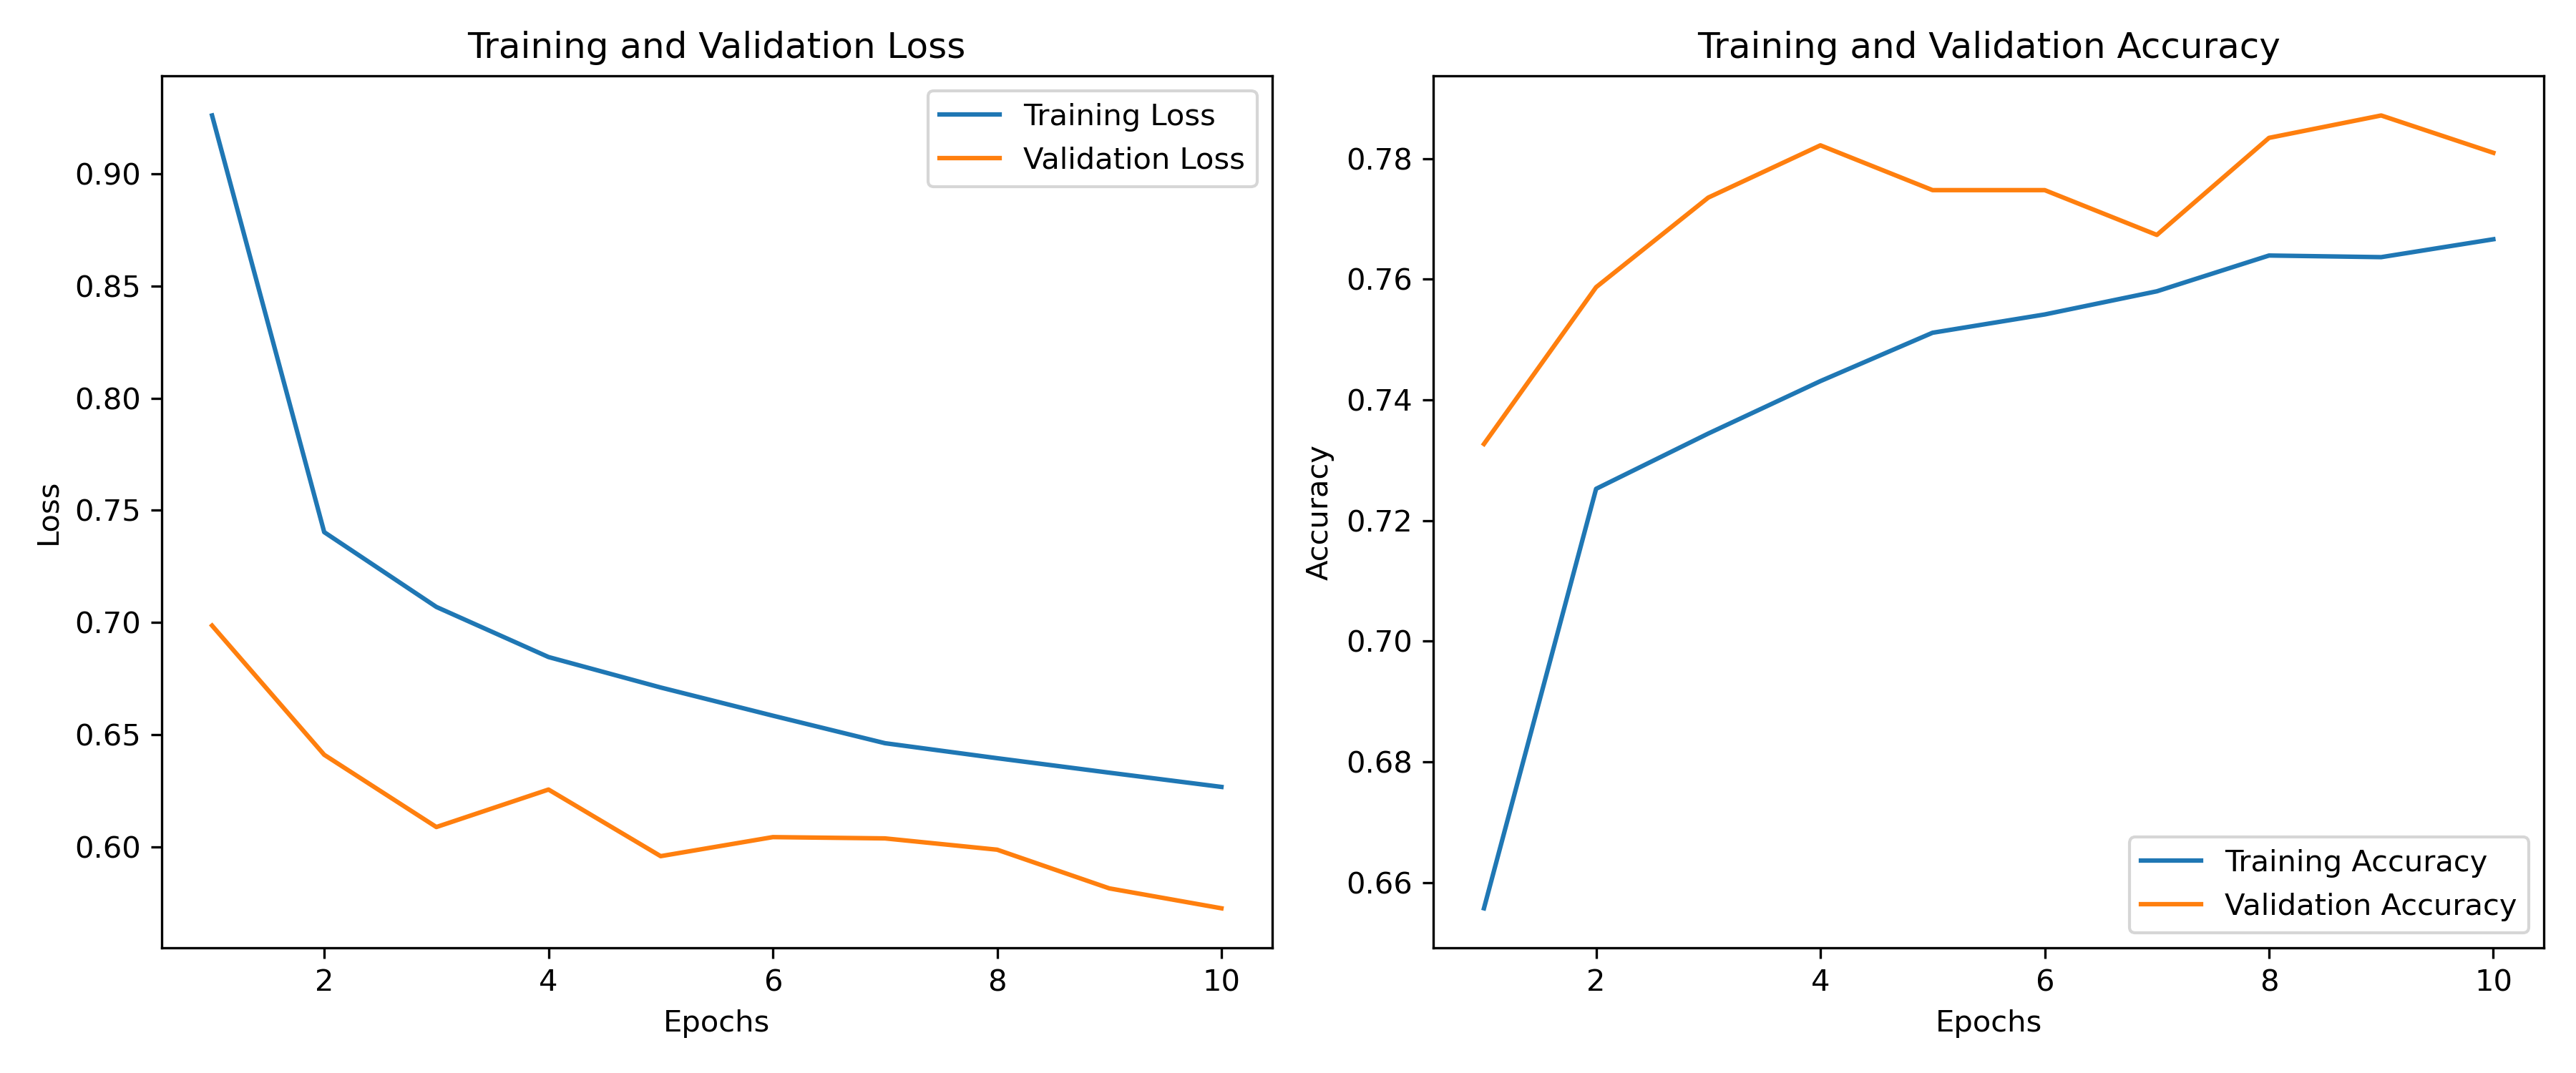 Training and Validation Loss
Training Loss
Validation Loss
0.90
0.85
0.80
0.75
0.70
0.65
0.60
Loss
2 4 6 8 10
Epochs
Training and Validation Accuracy
0.78
0.76
0.74
0.72
0.70
0.68
0.66
Accuracy
Training Accuracy
Validation Accuracy
2 4 6 8 10
Epochs